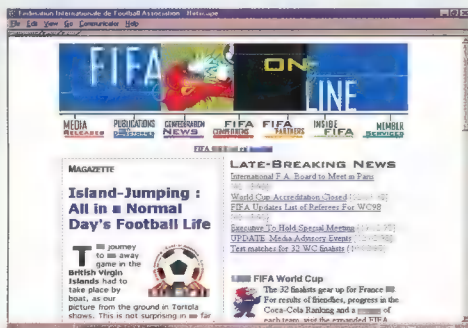 Federation Internationale de Football Association - Netscape
File Edit View Go Communicator Help
FIFA
ON-
LINE
MEDIA
RELEASES
PUBLICATIONS
CONFEDERATION
NEWS
FIFA
COMPETITIONS
FIFA
PARTNERS
INSIDE
FIFA
MEMBER
SERVICES
FIFA
MAGAZETTE
Island-Jumping :
All in Normal
Day's Football Life
The journey
to away
game in the
British Virgin
Islands had to
take place by
boat, as our
picture from the ground in Tortola
shows. This is not surprising in far
LATE-BREAKING NEWS
International F.A. Board to Meet in Paris
World Cup Accreditation Closed
FIFA Updates List of Referees For WC98
Executive To Hold Special Meeting
UPDATE: Media Advisory Events
Test matches for 32 WC finalists
FIFA World Cup
The 32 finalists gear up for France
For results of friendlies, progress in the
Coca-Cola Ranking and a of
each team, visit the extended FIFA